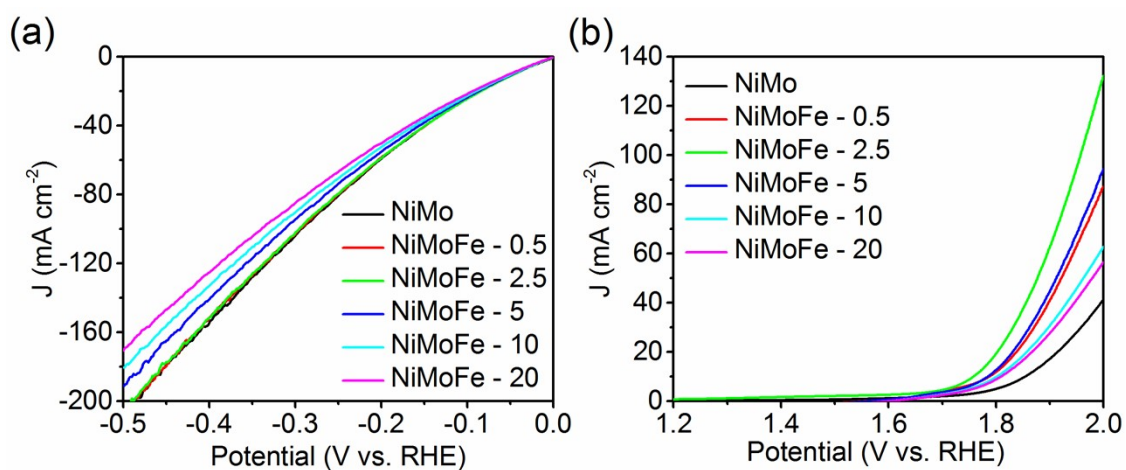 (a)
0
-40
-80
-120
-160
-200
J (mA cm-2)
NiMo
NiMoFe - 0.5
NiMoFe - 2.5
NiMoFe - 5
NiMoFe - 10
NiMoFe - 20
-0.5 -0.4 -0.3 -0.2 -0.1 0.0
Potential (V vs. RHE)
(b)
140
120
100
80
60
40
20
0
J (mA cm-2)
NiMo
NiMoFe - 0.5
NiMoFe - 2.5
NiMoFe - 5
NiMoFe - 10
NiMoFe - 20
1.2 1.4 1.6 1.8 2.0
Potential (V vs. RHE)